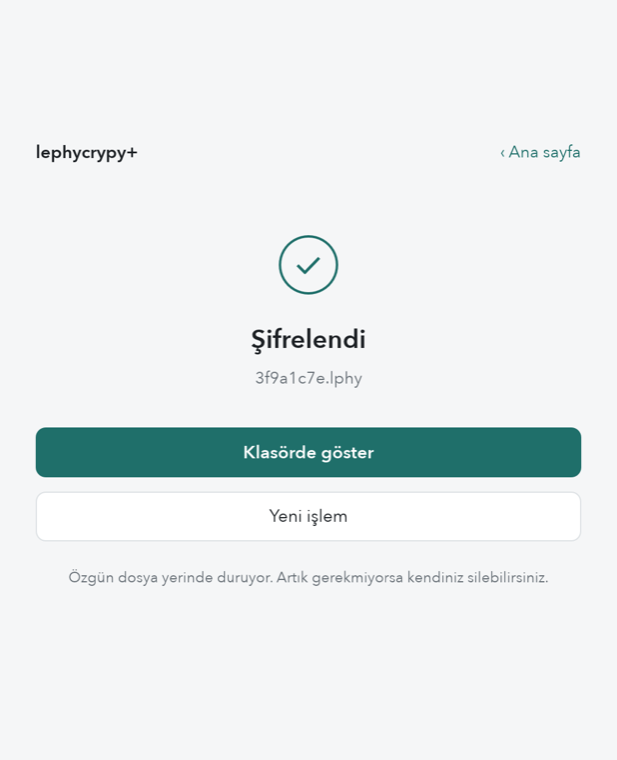 lephycrypy+
‹ Ana sayfa
Şifrelendi
3f9a1c7e.lphy
Klasörde göster
Yeni işlem
Özgün dosya yerinde duruyor. Artık gerekmiyorsa kendiniz silebilirsiniz.